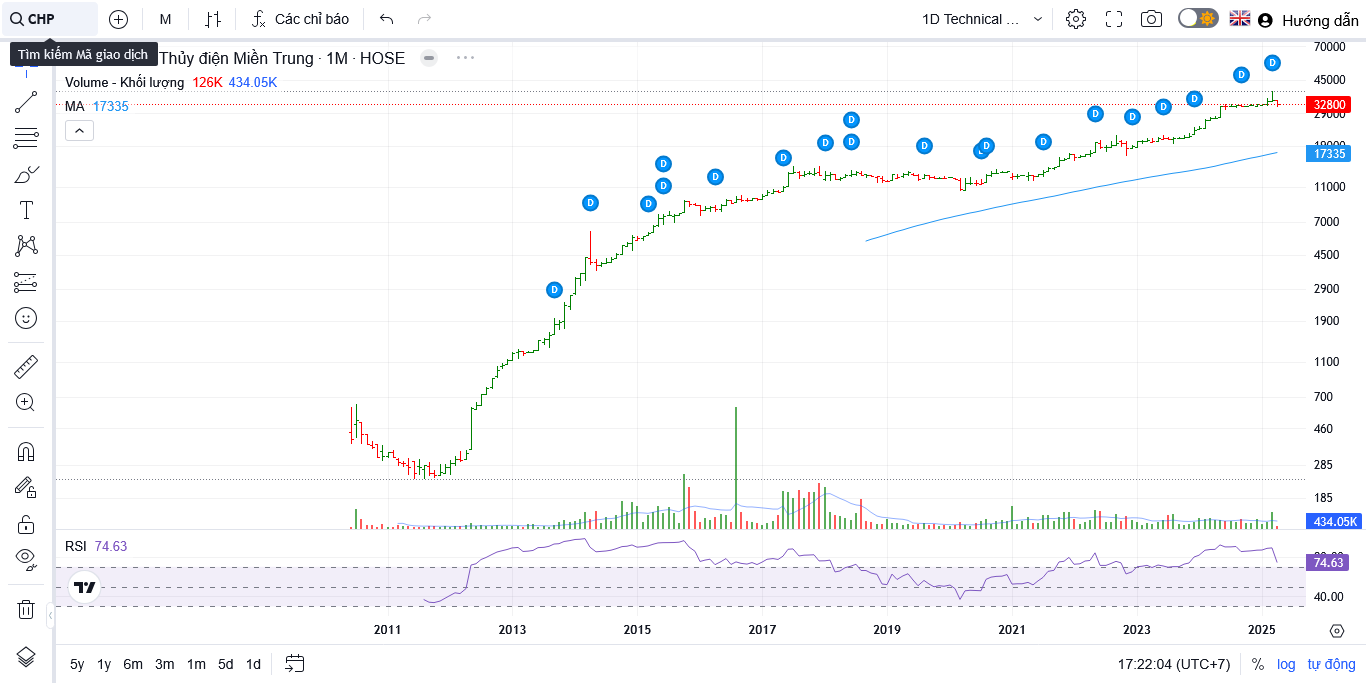 CHP
M
Các chỉ báo
1D Technical ...
Hướng dẫn
Tìm kiếm Mã giao dịch
Thủy điện Miền Trung · 1M · HOSE
Volume - Khối lượng 126K 434.05K
MA 17335
D D D D D D D D D D D D D D D D D D D D D
70000
45000
32800
29000
17335
11000
7000
4500
2900
1900
1100
700
460
285
185
434.05K
RSI 74.63
74.63
40.00
2011 2013 2015 2017 2019 2021 2023 2025
5y 1y 6m 3m 1m 5d 1d
17:22:04 (UTC+7) % log tự động